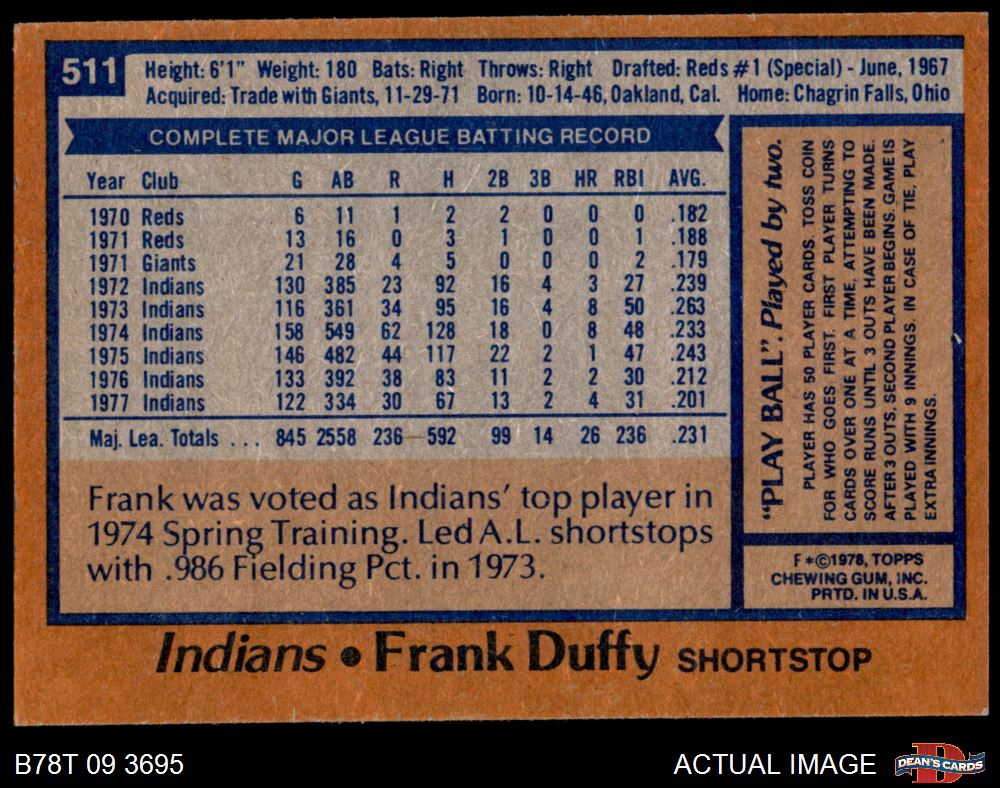 511
Height: 6'1" Weight: 180 Bats: Right Throws: Right Drafted: Reds #1 (Special) - June, 1967
Acquired: Trade with Giants, 11-29-71 Born: 10-14-46, Oakland, Cal. Home: Chagrin Falls, Ohio
COMPLETE MAJOR LEAGUE BATTING RECORD
Year Club G AB R H 2B 3B HR RBI AVG.
1970 Reds 6 11 1 2 2 0 0 0 .182
1971 Reds 13 16 0 3 1 0 0 1 .188
1971 Giants 21 28 4 5 0 0 0 2 .179
1972 Indians 130 385 23 92 16 4 3 27 .239
1973 Indians 116 361 34 95 16 4 8 50 .263
1974 Indians 158 549 62 128 18 0 8 48 .233
1975 Indians 146 482 44 117 22 2 1 47 .243
1976 Indians 133 392 38 83 11 2 2 30 .212
1977 Indians 122 334 30 67 13 2 4 31 .201
Maj. Lea. Totals . . . 845 2558 236 592 99 14 26 236 .231
Frank was voted as Indians' top player in
1974 Spring Training. Led A.L. shortstops
with .986 Fielding Pct. in 1973.
"PLAY BALL". Played by two.
PLAYER HAS 50 PLAYER CARDS. TOSS COIN
FOR WHO GOES FIRST. FIRST PLAYER TURNS
CARDS OVER ONE AT A TIME, ATTEMPTING TO
SCORE RUNS UNTIL 3 OUTS HAVE BEEN MADE.
AFTER 3 OUTS, SECOND PLAYER BEGINS. GAME IS
PLAYED WITH 9 INNINGS. IN CASE OF TIE, PLAY
EXTRA INNINGS.
F*©1978, TOPPS
CHEWING GUM, INC.
PRTD. IN U.S.A.
Indians • Frank Duffy SHORTSTOP
B78T 09 3695
ACTUAL IMAGE
D
DEAN'S CARDS